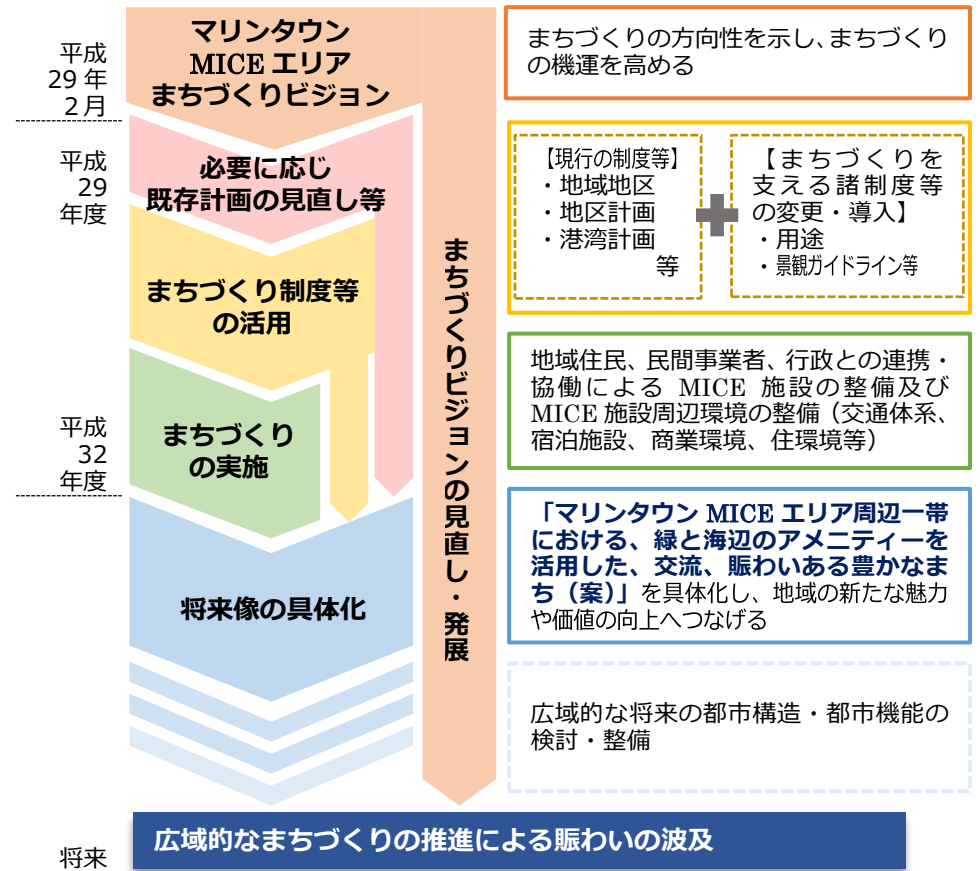 平成
29 年
2 月
マリンタウン
MICE エリア
まちづくりビジョン
まちづくりの方向性を示し、まちづくり
の機運を高める
平成
29
年度
必要に応じ
既存計画の見直し等
【現行の制度等】
・地域地区
・地区計画
・港湾計画
等
【まちづくりを
支える諸制度等
の変更・導入】
・用途
・景観ガイドライン等
まちづくり制度等
の活用
まちづくりビジョンの見直し・発展
平成
32
年度
まちづくり
の実施
地域住民、民間事業者、行政との連携・
協働による MICE 施設の整備及び
MICE 施設周辺環境の整備（交通体系、
宿泊施設、商業環境、住環境等）
将来像の具体化
「マリンタウン MICE エリア周辺一帯
における、緑と海辺のアメニティーを
活用した、交流、賑わいある豊かなま
ち（案）」を具体化し、地域の新たな魅力
や価値の向上へつなげる
広域的な将来の都市構造・都市機能の
検討・整備
将来
広域的なまちづくりの推進による賑わいの波及